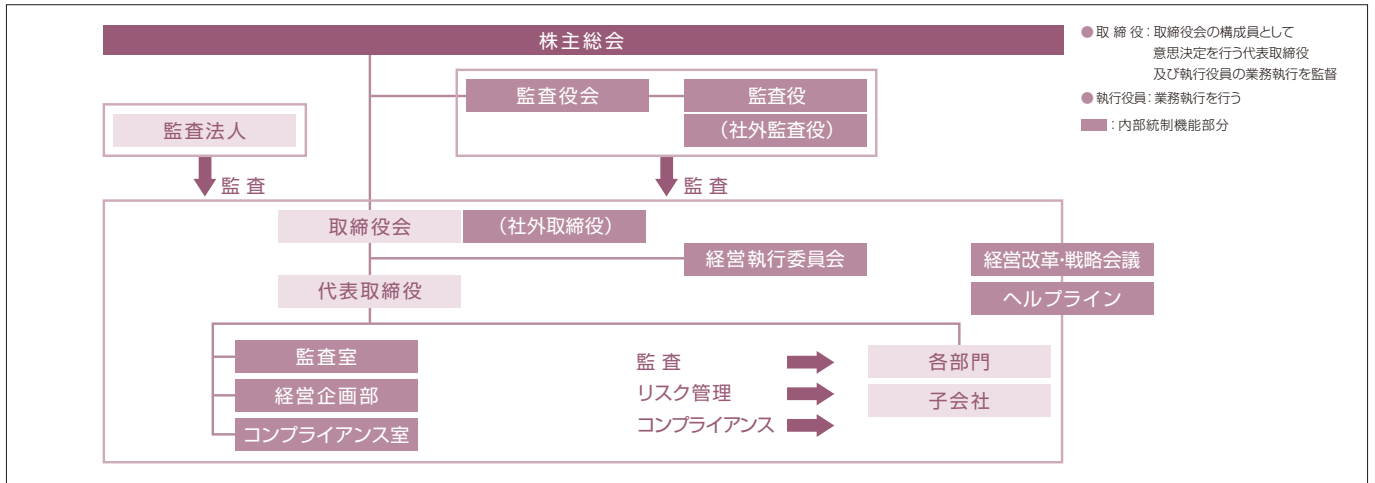 株主総会
●取締役：取締役会の構成員として
意思決定を行う代表取締役
及び執行役員の業務執行を監督
●執行役員：業務執行を行う
：内部統制機能部分
監査役会
監査役
（社外監査役）
監査法人
監査
監査
取締役会
（社外取締役）
経営執行委員会
経営改革・戦略会議
ヘルプライン
代表取締役
監査室
経営企画部
コンプライアンス室
監査
リスク管理
コンプライアンス
各部門
子会社